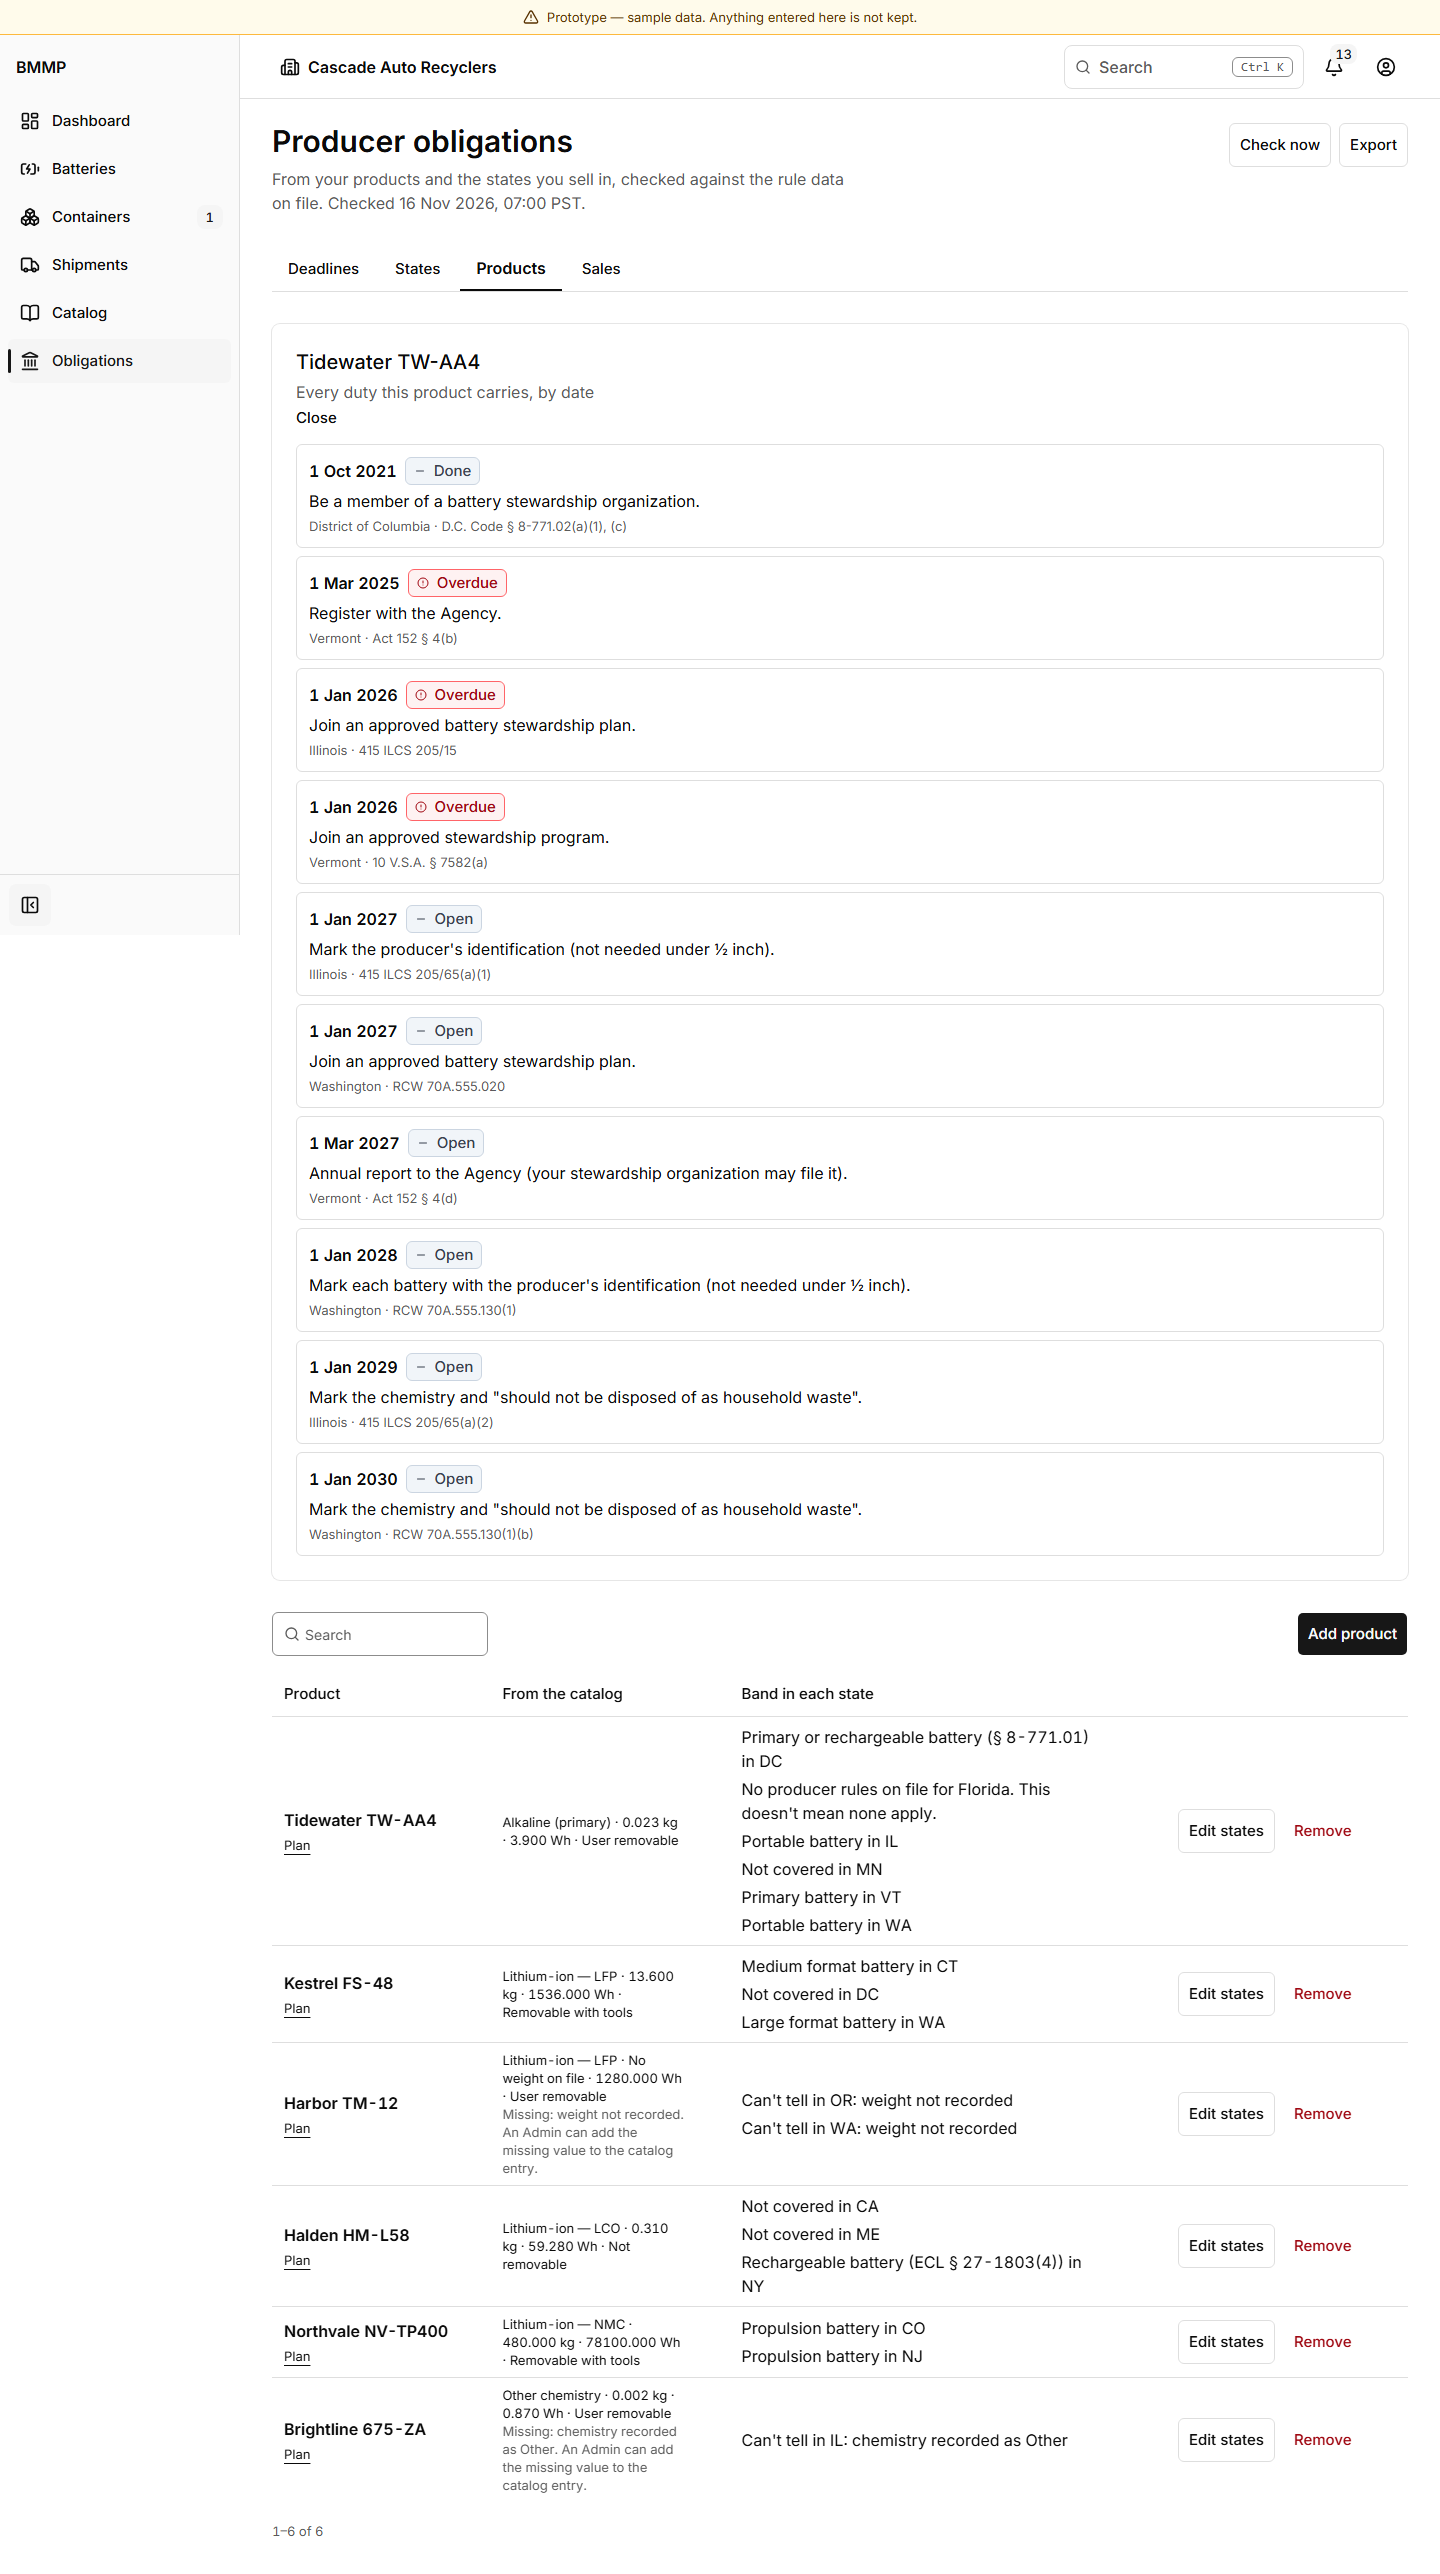 Prototype — sample data. Anything entered here is not kept.
BMMP
Cascade Auto Recyclers
Search
Ctrl K
13
Dashboard
Batteries
Containers
1
Shipments
Catalog
Obligations
Producer obligations
From your products and the states you sell in, checked against the rule data
on file. Checked 16 Nov 2026, 07:00 PST.
Check now
Export
Deadlines
States
Products
Sales
Tidewater TW-AA4
Every duty this product carries, by date
Close
1 Oct 2021
Done
Be a member of a battery stewardship organization.
District of Columbia · D.C. Code § 8-771.02(a)(1), (c)
1 Mar 2025
Overdue
Register with the Agency.
Vermont · Act 152 § 4(b)
1 Jan 2026
Overdue
Join an approved battery stewardship plan.
Illinois · 415 ILCS 205/15
1 Jan 2026
Overdue
Join an approved stewardship program.
Vermont · 10 V.S.A. § 7582(a)
1 Jan 2027
Open
Mark the producer's identification (not needed under ½ inch).
Illinois · 415 ILCS 205/65(a)(1)
1 Jan 2027
Open
Join an approved battery stewardship plan.
Washington · RCW 70A.555.020
1 Mar 2027
Open
Annual report to the Agency (your stewardship organization may file it).
Vermont · Act 152 § 4(d)
1 Jan 2028
Open
Mark each battery with the producer's identification (not needed under ½ inch).
Washington · RCW 70A.555.130(1)
1 Jan 2029
Open
Mark the chemistry and "should not be disposed of as household waste".
Illinois · 415 ILCS 205/65(a)(2)
1 Jan 2030
Open
Mark the chemistry and "should not be disposed of as household waste".
Washington · RCW 70A.555.130(1)(b)
Search
Add product
Product
From the catalog
Band in each state
Tidewater TW-AA4
Plan
Alkaline (primary) · 0.023 kg
· 3.900 Wh · User removable
Primary or rechargeable battery (§ 8-771.01)
in DC
No producer rules on file for Florida. This
doesn't mean none apply.
Portable battery in IL
Not covered in MN
Primary battery in VT
Portable battery in WA
Edit states
Remove
Kestrel FS-48
Plan
Lithium-ion — LFP · 13.600
kg · 1536.000 Wh ·
Removable with tools
Medium format battery in CT
Not covered in DC
Large format battery in WA
Edit states
Remove
Harbor TM-12
Plan
Lithium-ion — LFP · No
weight on file · 1280.000 Wh
· User removable
Missing: weight not recorded.
An Admin can add the
missing value to the catalog
entry.
Can't tell in OR: weight not recorded
Can't tell in WA: weight not recorded
Edit states
Remove
Halden HM-L58
Plan
Lithium-ion — LCO · 0.310
kg · 59.280 Wh · Not
removable
Not covered in CA
Not covered in ME
Rechargeable battery (ECL § 27-1803(4)) in
NY
Edit states
Remove
Northvale NV-TP400
Plan
Lithium-ion — NMC ·
480.000 kg · 78100.000 Wh
· Removable with tools
Propulsion battery in CO
Propulsion battery in NJ
Edit states
Remove
Brightline 675-ZA
Plan
Other chemistry · 0.002 kg ·
0.870 Wh · User removable
Missing: chemistry recorded
as Other. An Admin can add
the missing value to the
catalog entry.
Can't tell in IL: chemistry recorded as Other
Edit states
Remove
1–6 of 6